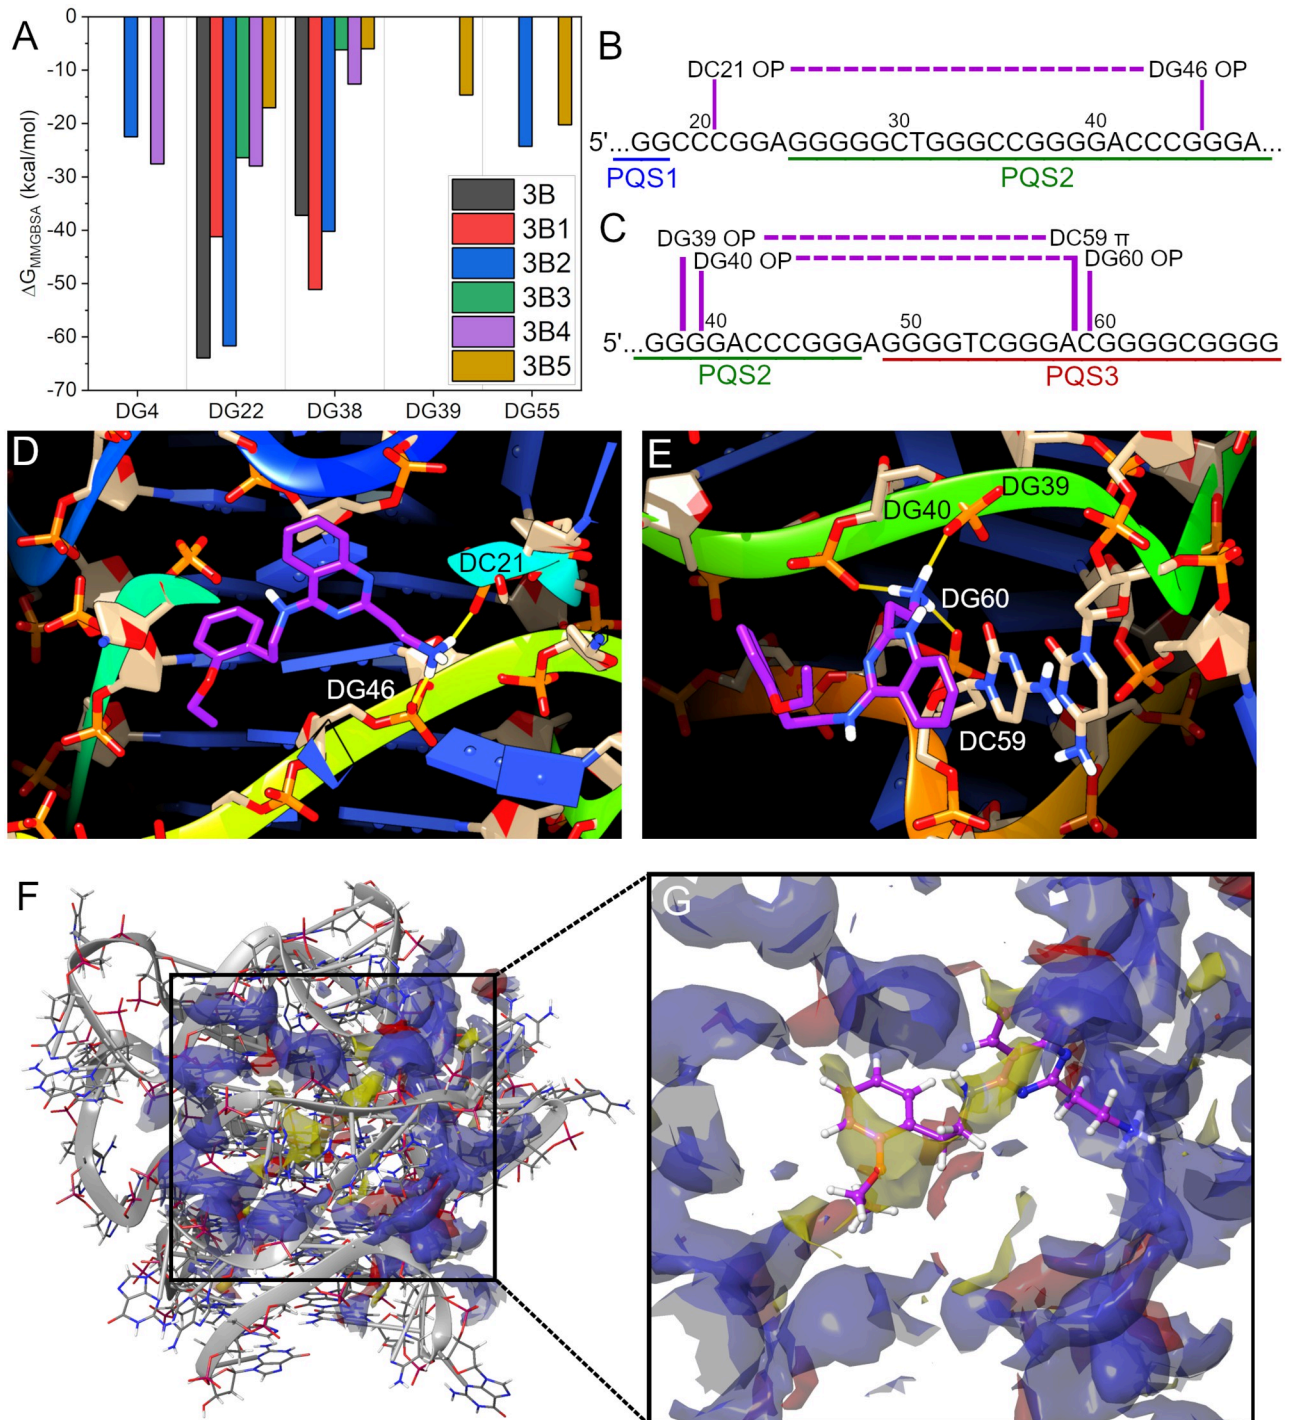 A
0
-10
-20
-30
-40
-50
-60
-70
ΔG_MMGBSA (kcal/mol)
3B
3B1
3B2
3B3
3B4
3B5
DG4 DG22 DG38 DG39 DG55
B
DC21 OP DG46 OP
20 30 40
5'...GGCCCGGAGGGGGCTGGGCCGGGGACCCGGGA...
PQS1 PQS2
C
DG39 OP DC59 π
DG40 OP DG60 OP
40 50 60
5'...GGGGACCCGGGAGGGGTCGGGACGGGGCGGGG
PQS2 PQS3
D
DC21
DG46
E
DG39
DG40
DG60
DC59
F
G